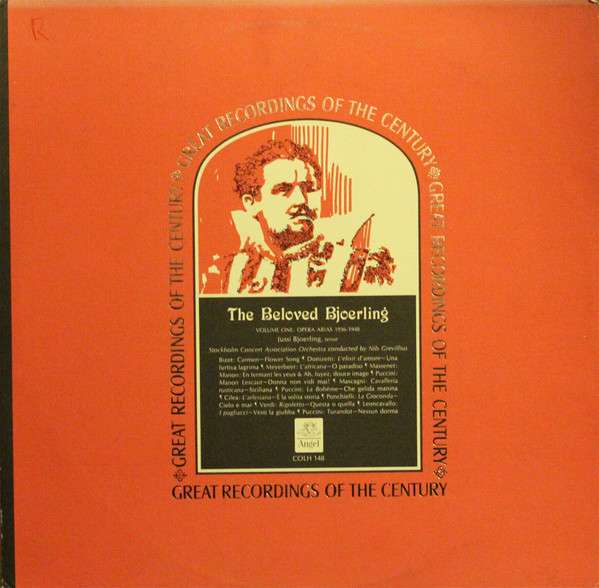 R
GREAT RECORDINGS OF THE CENTURY
GREAT RECORDINGS OF THE CENTURY
GREAT RECORDINGS OF THE CENTURY
GREAT RECORDINGS OF THE CENTURY
The Beloved Bjoerling
VOLUME ONE: OPERA ARIAS 1936-1948
Jussi Bjoerling, tenor
Stockholm Concert Association Orchestra conducted by Nils Grevillius
Bizet: Carmen—Flower Song ¶ Donizetti: L'elisir d'amore—Una
furtiva lagrima ¶ Meyerbeer: L'africana—O paradiso ¶ Massenet:
Manon: En fermant les yeux & Ah, fuyez, douce image ¶ Puccini:
Manon Lescaut—Donna non vidi mai! ¶ Mascagni: Cavalleria
rusticana—Siciliana ¶ Puccini: La Bohème—Che gelida manina
¶ Cilea: L'arlesiana—È la solita storia ¶ Ponchielli: La Gioconda—
Cielo e mar ¶ Verdi: Rigoletto—Questa o quella ¶ Leoncavallo:
I pagliacci—Vesti la giubba ¶ Puccini: Turandot—Nessun dorma
Angel
COLH 148